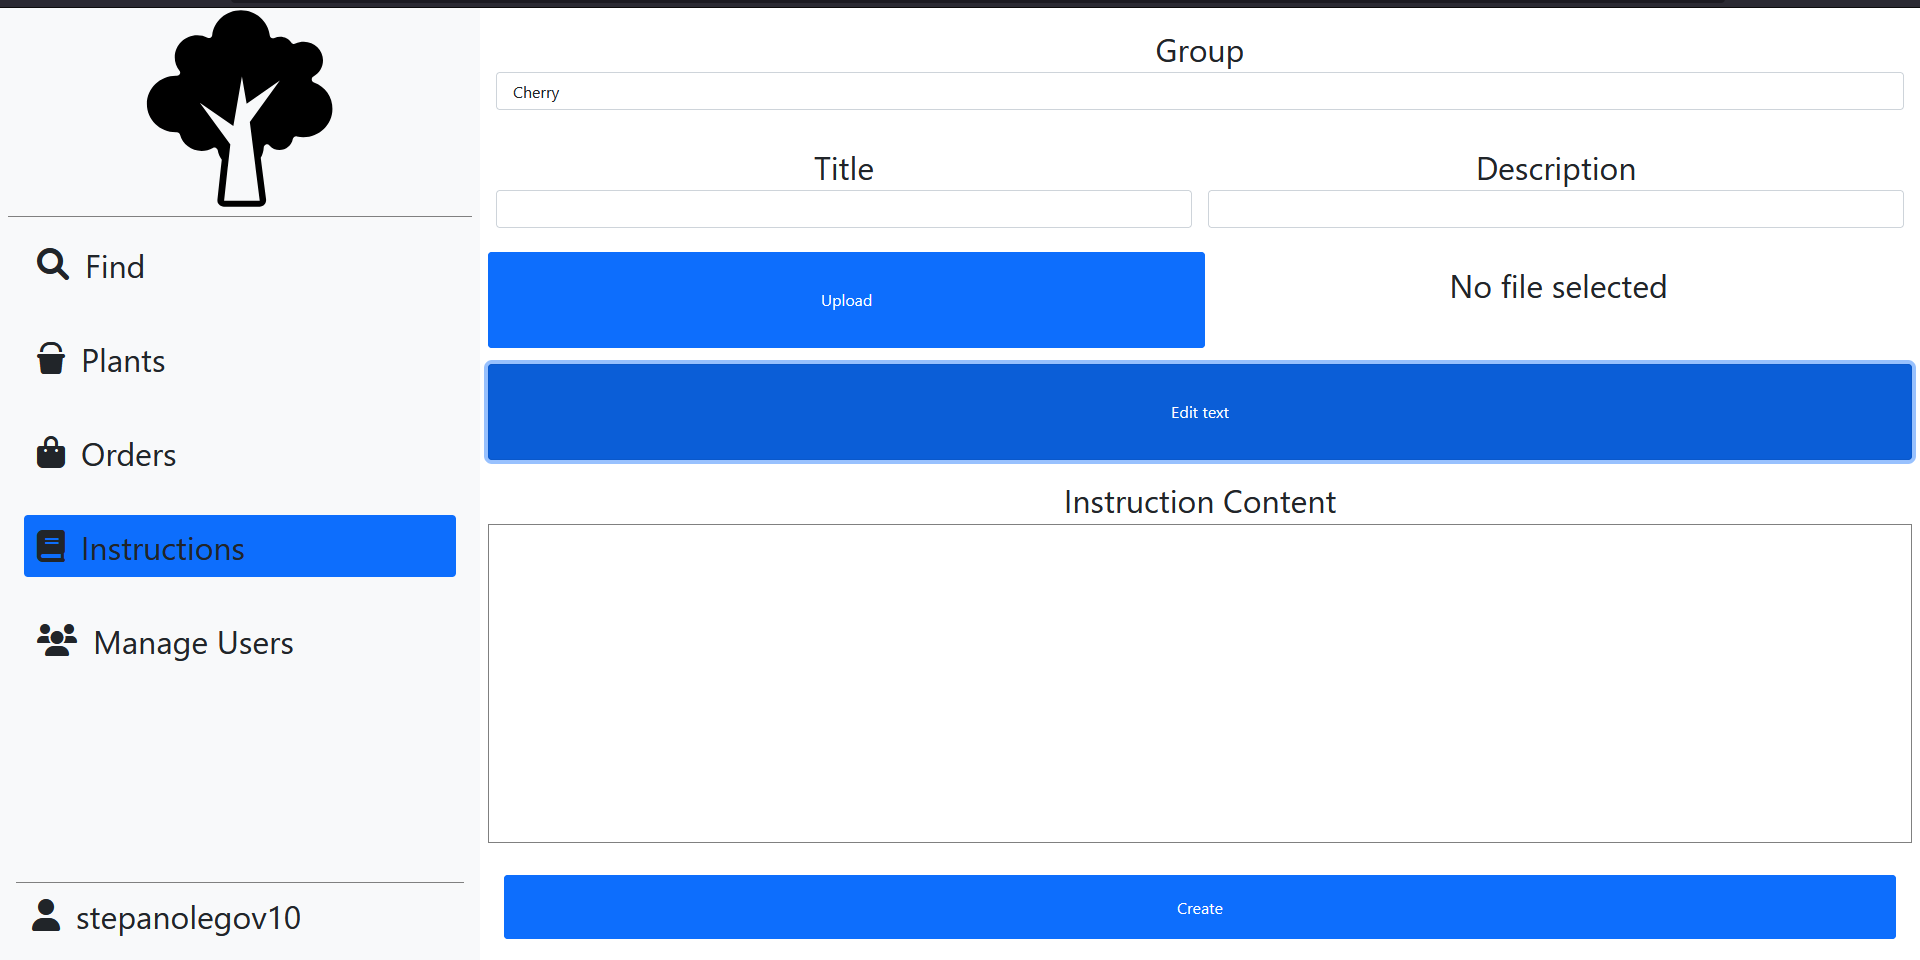 Find
Plants
Orders
Instructions
Manage Users
stepanolegov10
Group
Cherry
Title
Description
Upload
No file selected
Edit text
Instruction Content
Create